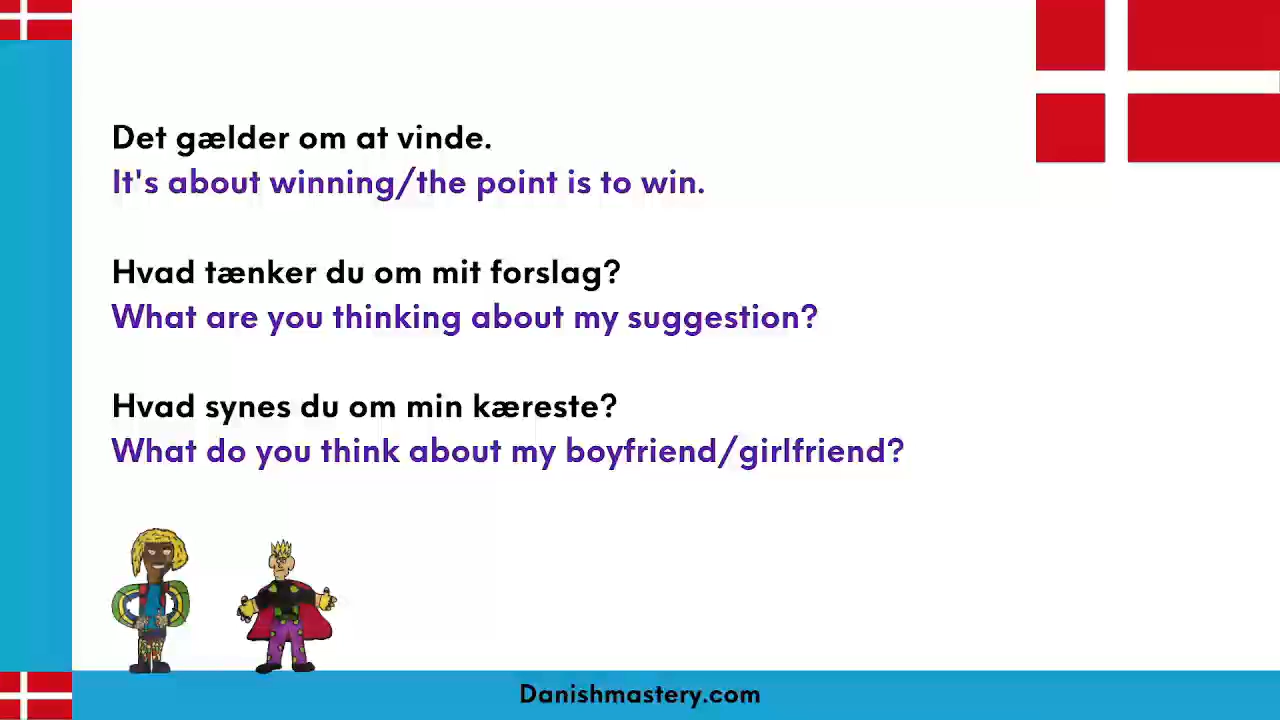 Det gælder om at vinde.
It's about winning/the point is to win.
Hvad tænker du om mit forslag?
What are you thinking about my suggestion?
Hvad synes du om min kæreste?
What do you think about my boyfriend/girlfriend?
Danishmastery.com